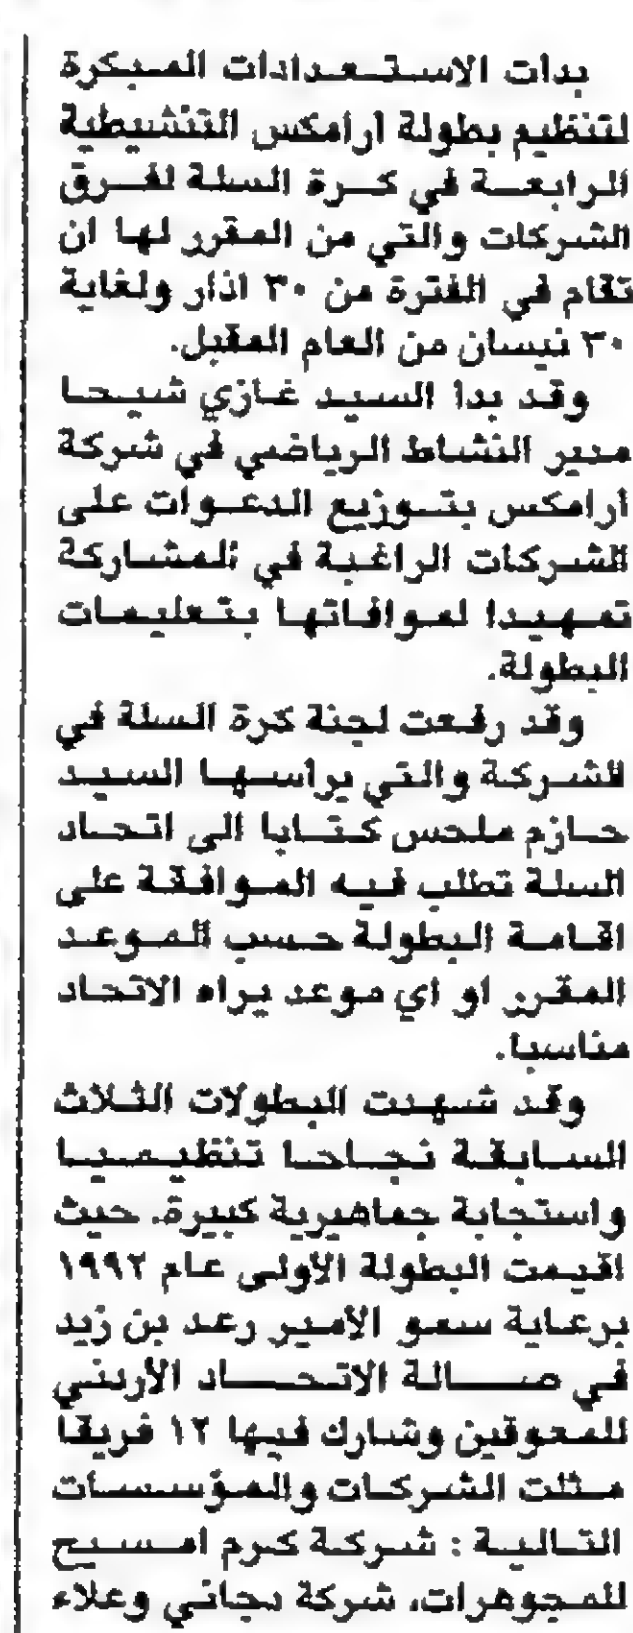 بدات الاستعدادات المبكرة
لتنظيم بطولة ارامكس التنشيطية
الرابعة في كرة السلة لفرق
الشركات والتي من المقرر لها ان
تقام في الفترة من ٣٠ اذار ولغاية
٣٠ نيسان من العام المقبل.
وقد بدا السيد غازي شيحا
مدير النشاط الرياضي في شركة
ارامكس بتوزيع الدعوات على
الشركات الراغبة في المشاركة
تمهيدا لموافاتها بتعليمات
البطولة.
وقد رفعت لجنة كرة السلة في
الشركة والتي يراسها السيد
حازم ملحس كتابا الى اتحاد
السلة تطلب فيه الموافقة على
اقامة البطولة حسب الموعد
المقرر او اي موعد يراه الاتحاد
مناسبا.
وقد شهدت البطولات الثلاث
السابقة نجاحا تنظيميا
واستجابة جماهيرية كبيرة. حيث
اقيمت البطولة الأولى عام ١٩٩٢
برعاية سمو الأمير رعد بن زيد
في صالة الاتحاد الأردني
للمعوقين وشارك فيها ١٢ فريقا
مثلت الشركات والمؤسسات
التالية : شركة كرم امسيح
للمجوهرات، شركة دجاني وعلاء